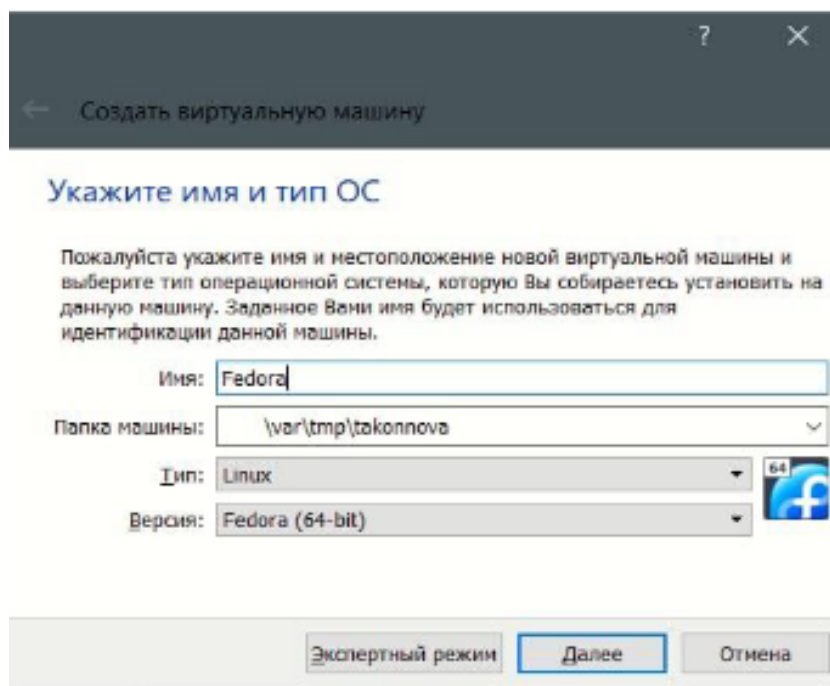 ?
Создать виртуальную машину
Укажите имя и тип ОС
Пожалуйста укажите имя и местоположение новой виртуальной машины и
выберите тип операционной системы, которую Вы собираетесь установить на
данную машину. Заданное Вами имя будет использоваться для
идентификации данной машины.
Имя: Fedora
Папка машины: \var\tmp\takonnova
Тип: Linux
64
Версия: Fedora (64-bit)
Экспертный режим Далее Отмена